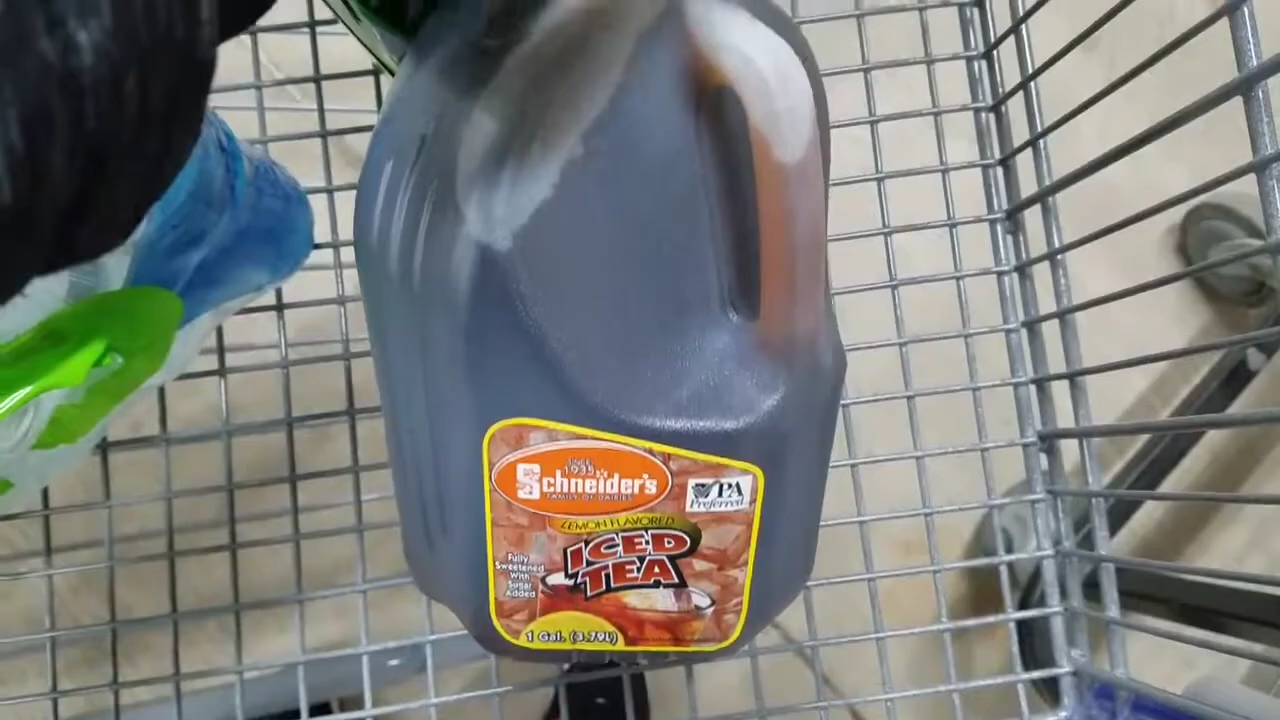 SINCE
1935
Schneider's
FAMILY OF DAIRIES
PA
Preferred
LEMON FLAVORED
ICED
TEA
Fully
Sweetened
With
Sugar
Added
1 Gal. (3.79L)